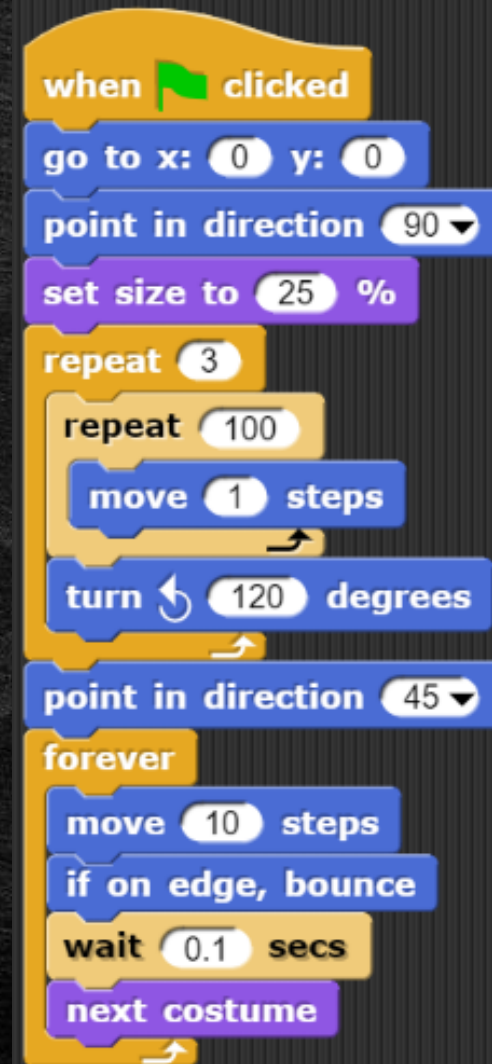 when clicked
go to x: 0 y: 0
point in direction 90
set size to 25 %
repeat 3
repeat 100
move 1 steps
turn 120 degrees
point in direction 45
forever
move 10 steps
if on edge, bounce
wait 0.1 secs
next costume